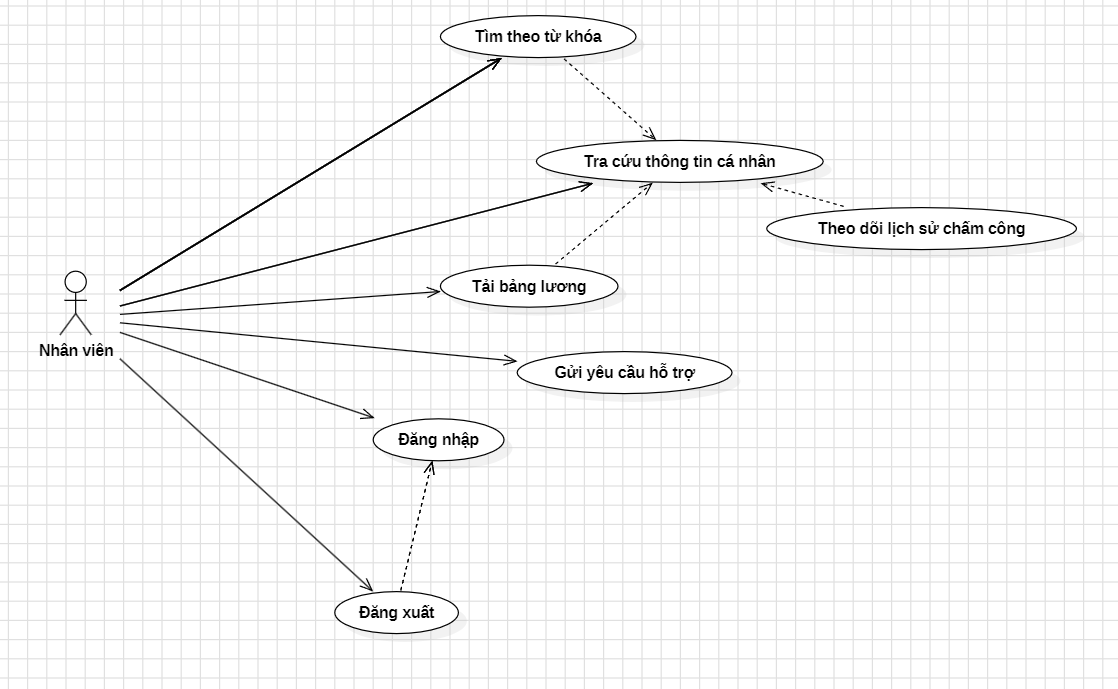 Tìm theo từ khóa
Tra cứu thông tin cá nhân
Theo dõi lịch sử chấm công
Tải bảng lương
Nhân viên
Gửi yêu cầu hỗ trợ
Đăng nhập
Đăng xuất